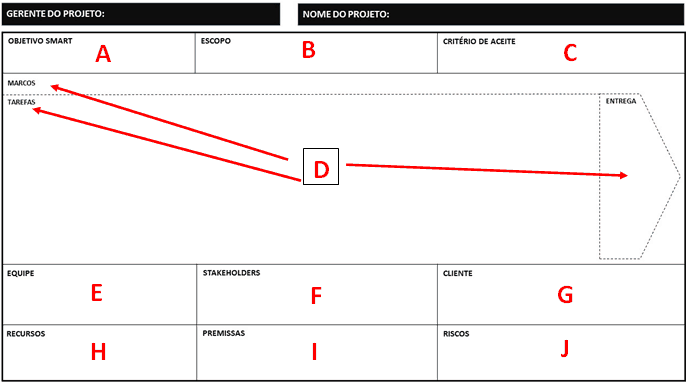 GERENTE DO PROJETO:
NOME DO PROJETO:
OBJETIVO SMART
A
ESCOPO
B
CRITÉRIO DE ACEITE
C
MARCOS
TAREFAS
ENTREGA
D
EQUIPE
E
STAKEHOLDERS
F
CLIENTE
G
RECURSOS
H
PREMISSAS
I
RISCOS
J